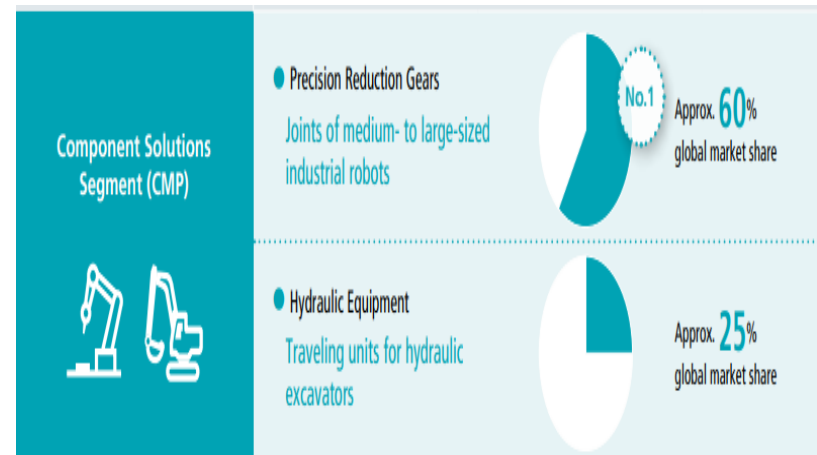 Component Solutions
Segment (CMP)
● Precision Reduction Gears
Joints of medium- to large-sized
industrial robots
No.1
Approx. 60%
global market share
● Hydraulic Equipment
Traveling units for hydraulic
excavators
Approx. 25%
global market share